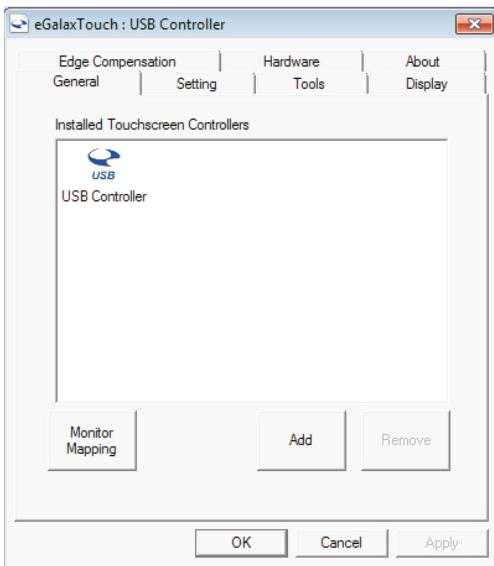 eGalaxTouch : USB Controller
Edge Compensation Hardware About
General Setting Tools Display
Installed Touchscreen Controllers
USB
USB Controller
Monitor
Mapping
Add
Remove
OK Cancel Apply